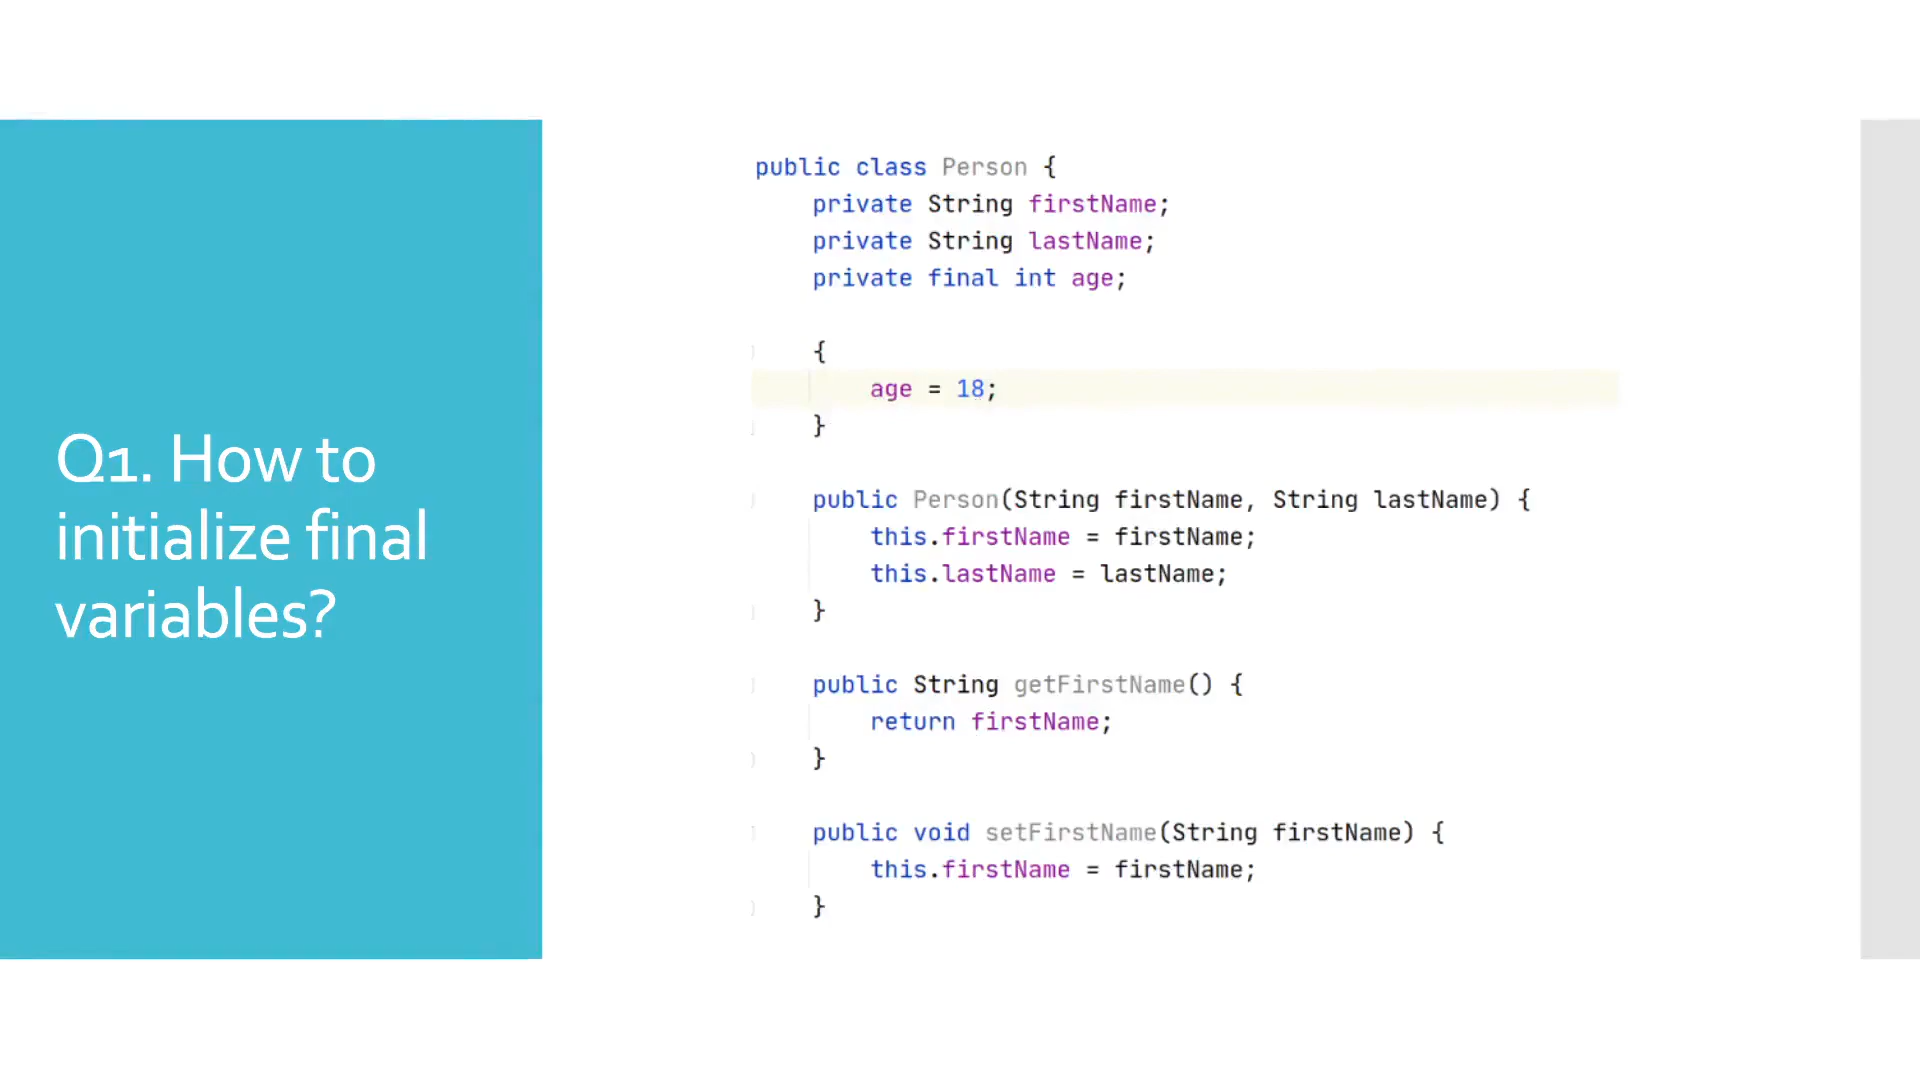 Q1. How to
initialize final
variables?
public class Person {
    private String firstName;
    private String lastName;
    private final int age;
    {
        age = 18;
    }
    public Person(String firstName, String lastName) {
        this.firstName = firstName;
        this.lastName = lastName;
    }
    public String getFirstName() {
        return firstName;
    }
    public void setFirstName(String firstName) {
        this.firstName = firstName;
    }